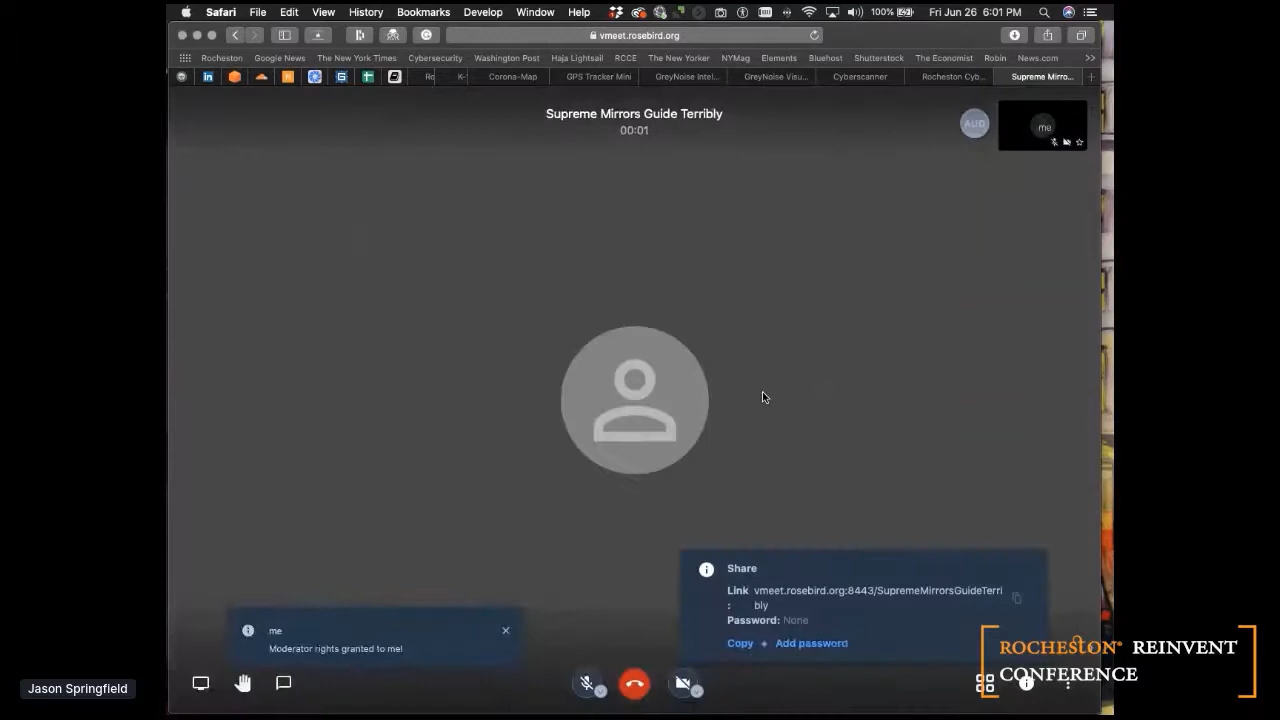 Safari File Edit View History Bookmarks Develop Window Help 100% Fri Jun 26 6:01 PM
vmeet.rosebird.org
Rocheston Google News The New York Times Cybersecurity Washington Post Haja Lightsail RCCE The New Yorker NYMag Elements Bluehost Shutterstock The Economist Robin News.com
Ro K- Corona-Map GPS Tracker Mini GreyNoise Intel... GreyNoise Visu... Cyberscanner Rocheston Cyb... Supreme Mirro...
Supreme Mirrors Guide Terribly
00:01
AUD
me
Share
Link vmeet.rosebird.org:8443/SupremeMirrorsGuideTerri
: bly
Password: None
Copy Add password
me
Moderator rights granted to me!
ROCHESTON® REINVENT
CONFERENCE
Jason Springfield